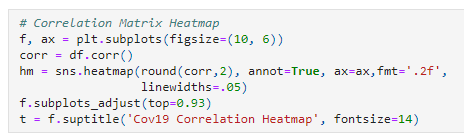 # Correlation Matrix Heatmap
f, ax = plt.subplots(figsize=(10, 6))
corr = df.corr()
hm = sns.heatmap(round(corr,2), annot=True, ax=ax,fmt='.2f',
                 linewidths=.05)
f.subplots_adjust(top=0.93)
t = f.suptitle('Cov19 Correlation Heatmap', fontsize=14)